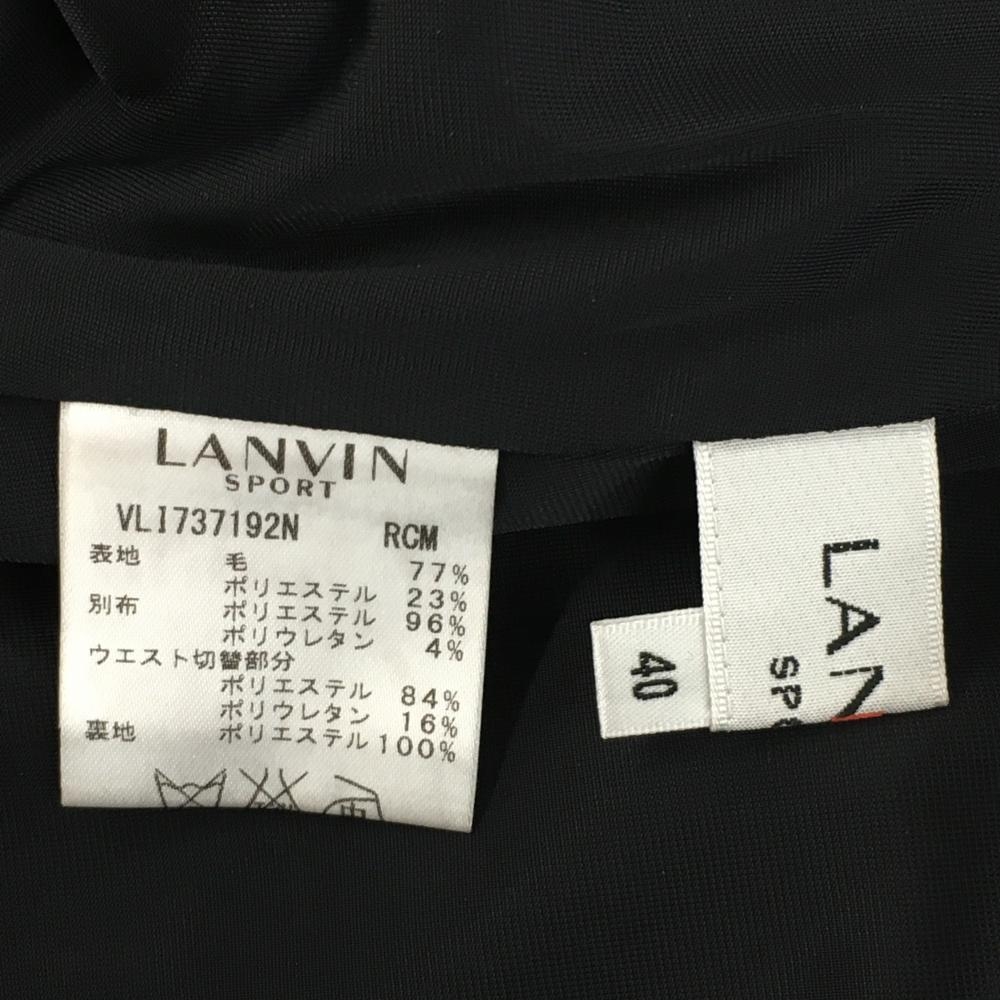 LANVIN
SPORT
VL1737192N RCM
表地 毛 77%
ポリエステル 23%
別布 ポリエステル 96%
ポリウレタン 4%
ウエスト切替部分
ポリエステル 84%
ポリウレタン 16%
裏地 ポリエステル 100%
中
40
LAN
SPO